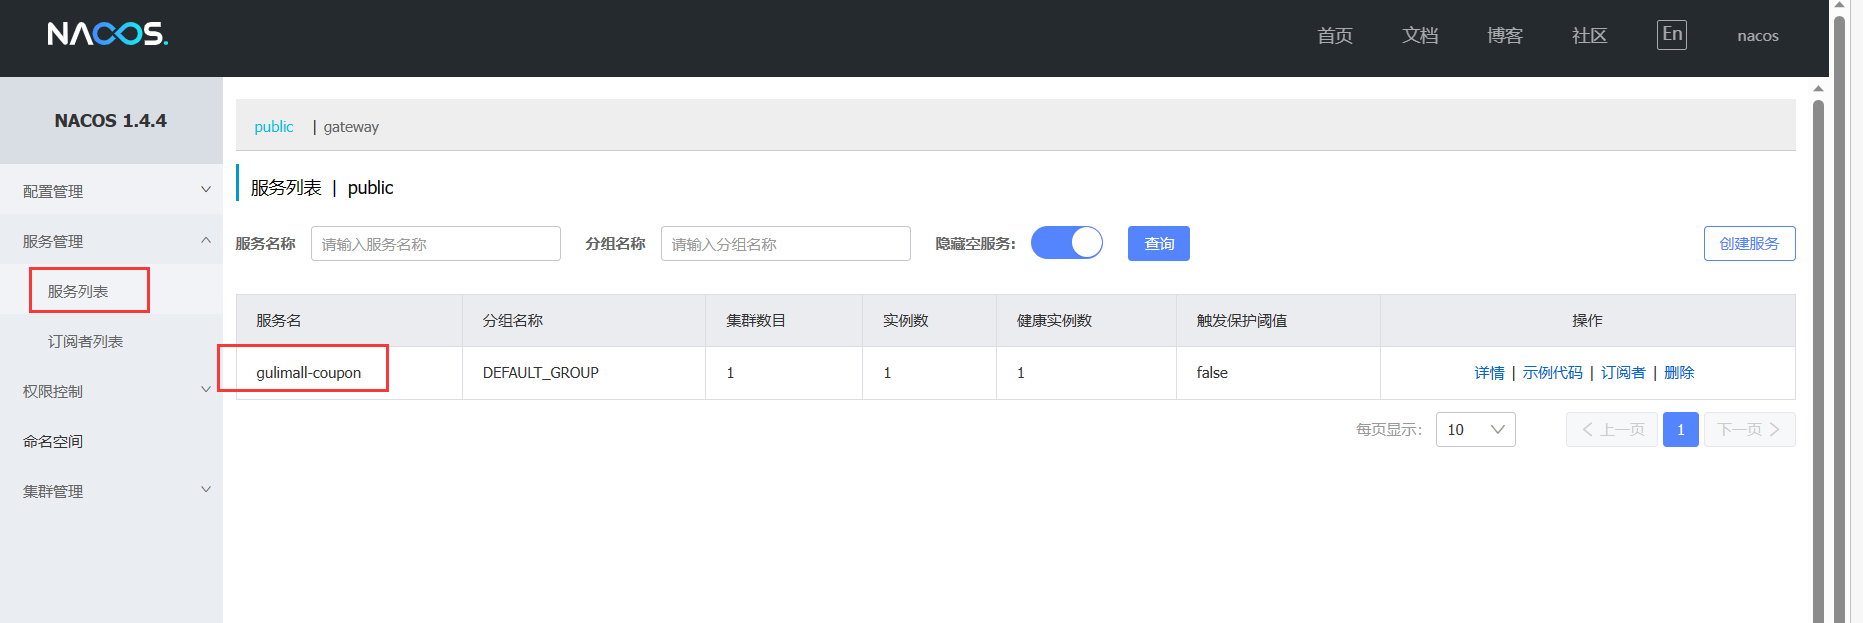 NACOS. 首页 文档 博客 社区 En nacos
NACOS 1.4.4
配置管理
服务管理
服务列表
订阅者列表
权限控制
命名空间
集群管理
public | gateway
服务列表 | public
服务名称 请输入服务名称 分组名称 请输入分组名称 隐藏空服务: 查询 创建服务
服务名 分组名称 集群数目 实例数 健康实例数 触发保护阈值 操作
gulimall-coupon DEFAULT_GROUP 1 1 1 false 详情 | 示例代码 | 订阅者 | 删除
每页显示: 10 上一页 1 下一页